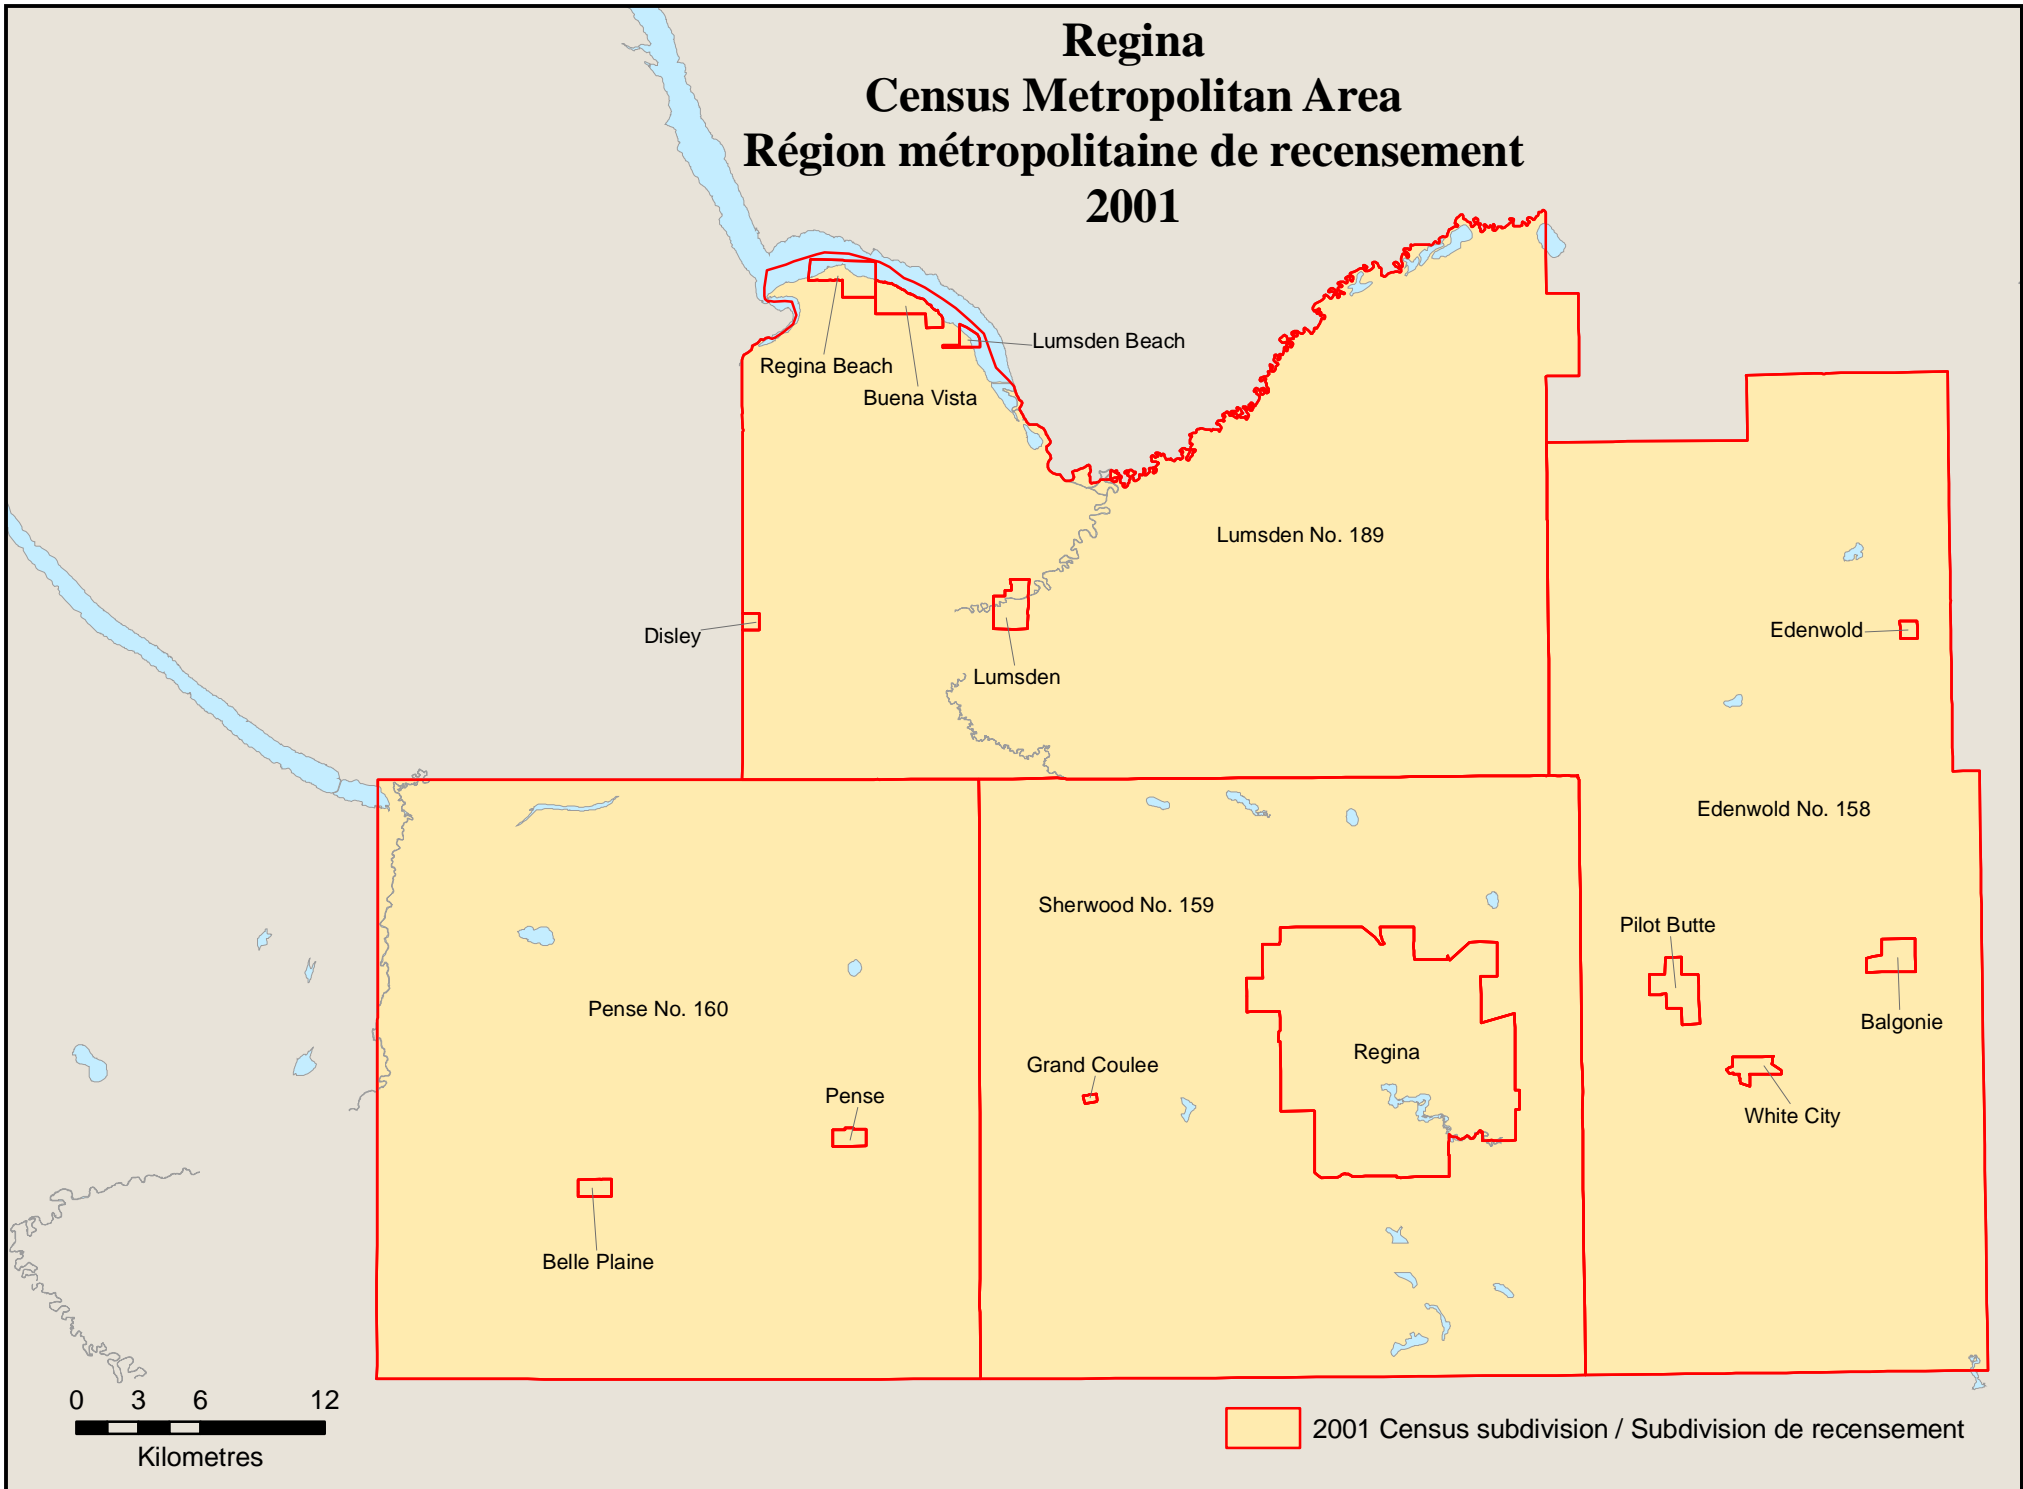 Regina
Census Metropolitan Area
Région métropolitaine de recensement
2001
Lumsden Beach
Regina Beach
Buena Vista
Lumsden No. 189
Disley
Edenwold
Lumsden
Edenwold No. 158
Sherwood No. 159
Pilot Butte
Pense No. 160
Balgonie
Regina
Grand Coulee
Pense
White City
Belle Plaine
0 3 6 12
Kilometres
2001 Census subdivision / Subdivision de recensement